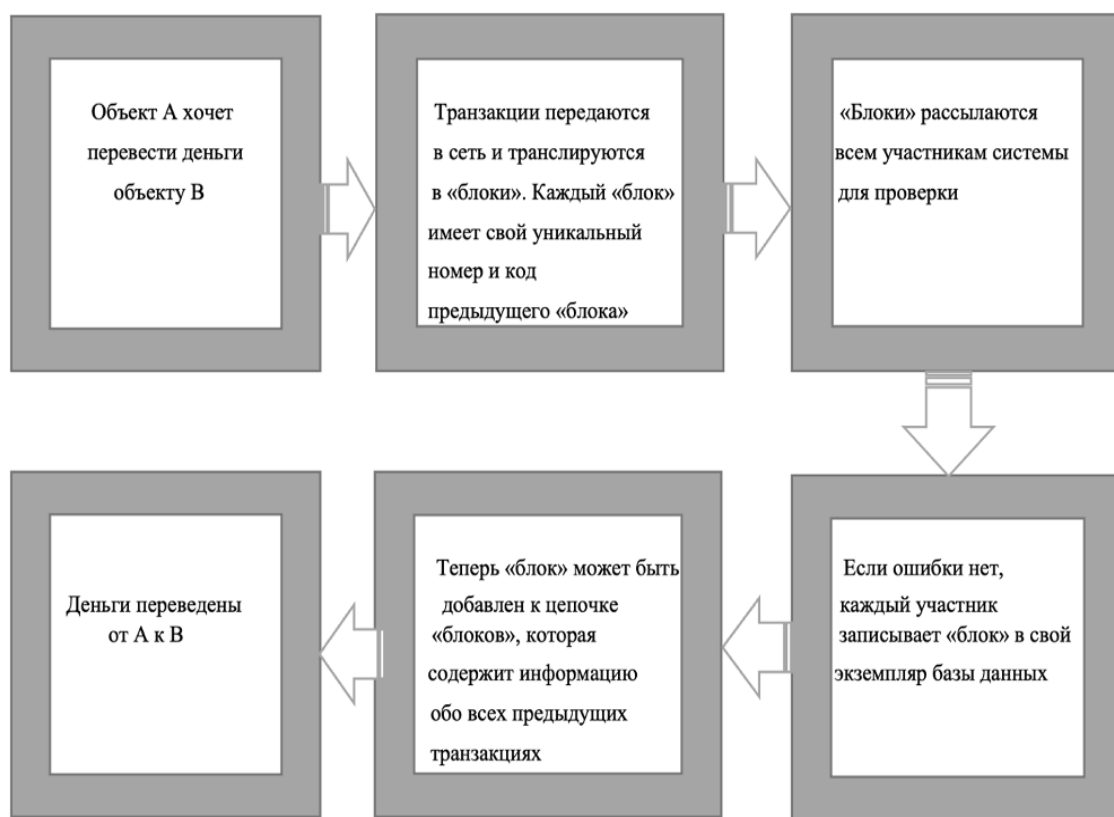 Объект А хочет
перевести деньги
объекту В
Транзакции передаются
в сеть и транслируются
в «блоки». Каждый «блок»
имеет свой уникальный
номер и код
предыдущего «блока»
«Блоки» рассылаются
всем участникам системы
для проверки
Если ошибки нет,
каждый участник
записывает «блок» в свой
экземпляр базы данных
Теперь «блок» может быть
добавлен к цепочке
«блоков», которая
содержит информацию
обо всех предыдущих
транзакциях
Деньги переведены
от А к В